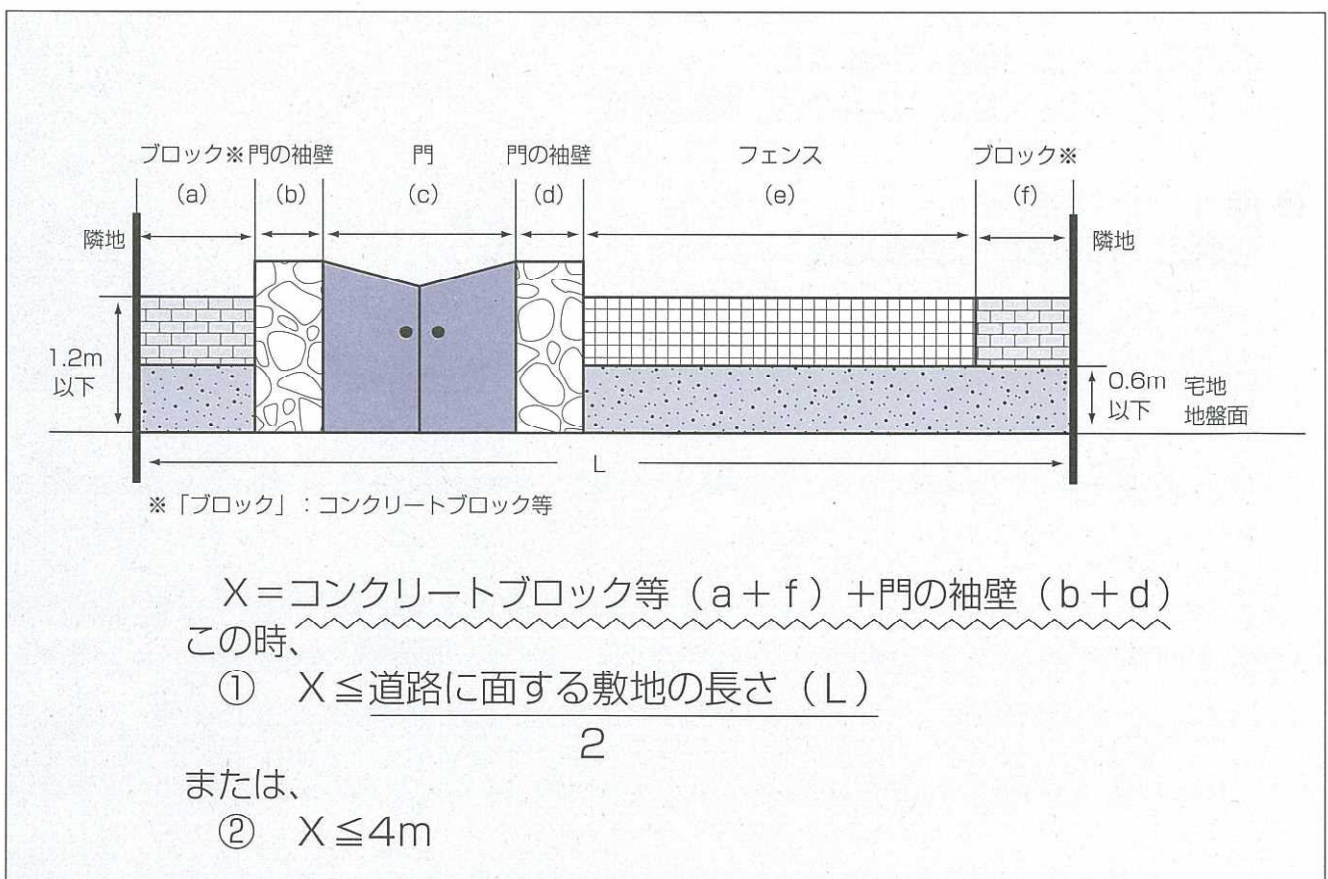 ブロック※ 門の袖壁 門 門の袖壁 フェンス ブロック※
(a) (b) (c) (d) (e) (f)
隣地 隣地
1.2m
以下
0.6m 宅地
以下 地盤面
L
※「ブロック」:コンクリートブロック等
X=コンクリートブロック等(a+f)+門の袖壁(b+d)
この時、
① X≦道路に面する敷地の長さ(L)
2
または、
② X≦4m